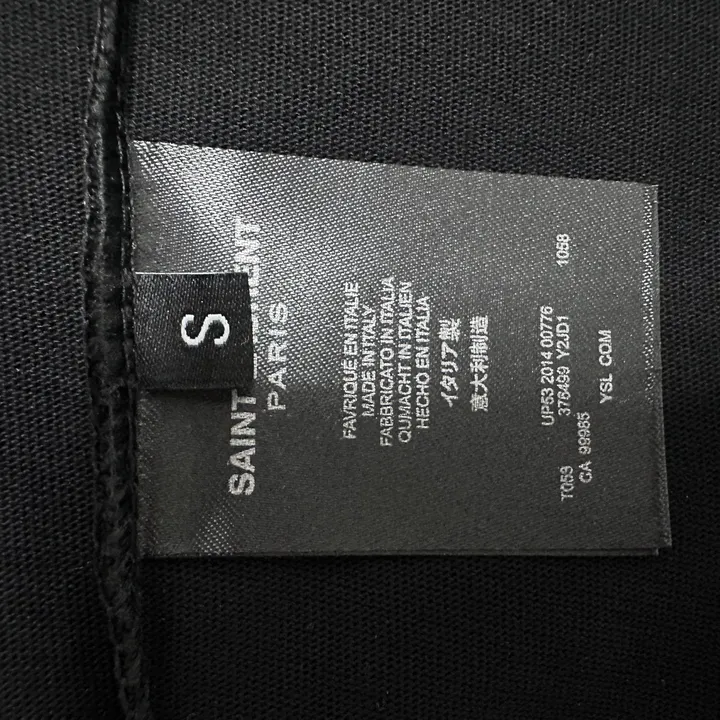 S
SAINT
ENT
PARIS
FAVRIQUE EN ITALIE
MADE IN ITALY
FABBRICATO IN ITALIA
QUMACHT IN ITALIEN
HECHO EN ITALIA
イタリア製
意大利制造
1058
UP53 2014 00776
376499 Y2JD1
T053
CA 99985
YSL COM